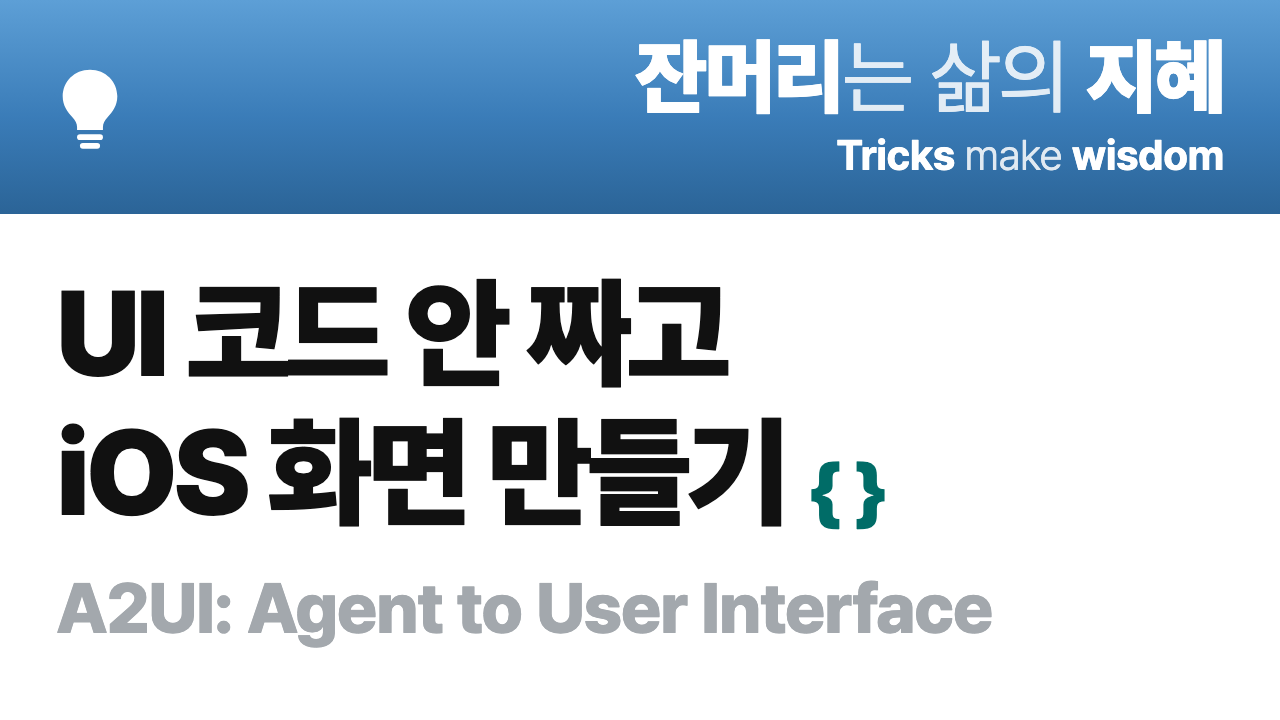 잔머리는 삶의 지혜
Tricks make wisdom
UI 코드 안 짜고
iOS 화면 만들기 { }
A2UI: Agent to User Interface